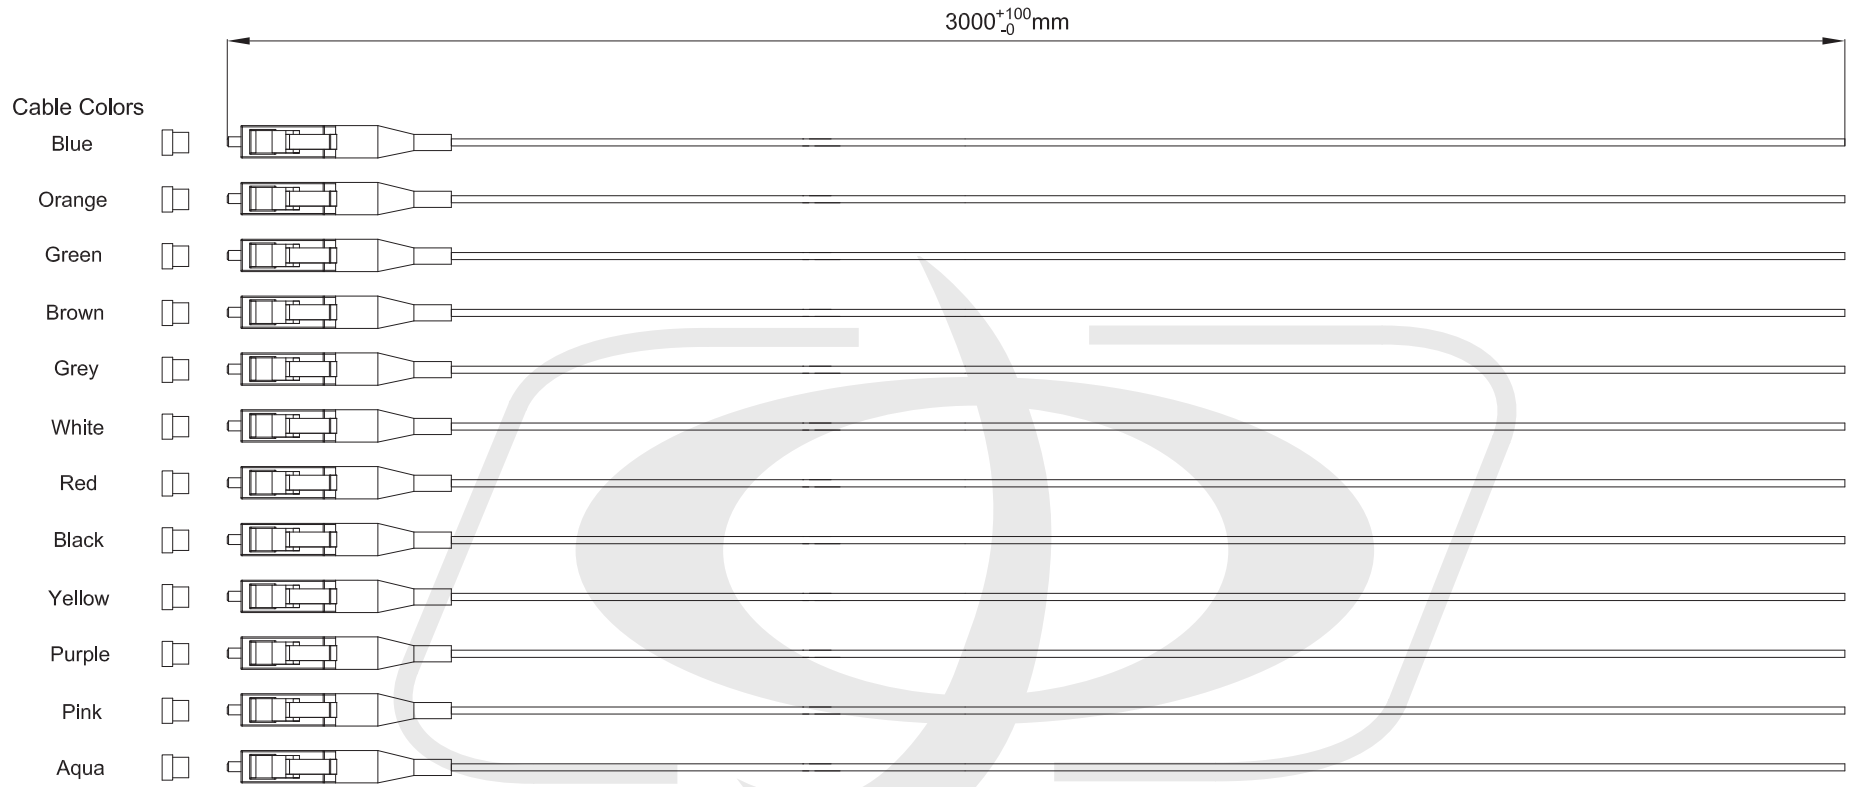 3000+100-0mm
Cable Colors
Blue
Orange
Green
Brown
Grey
White
Red
Black
Yellow
Purple
Pink
Aqua